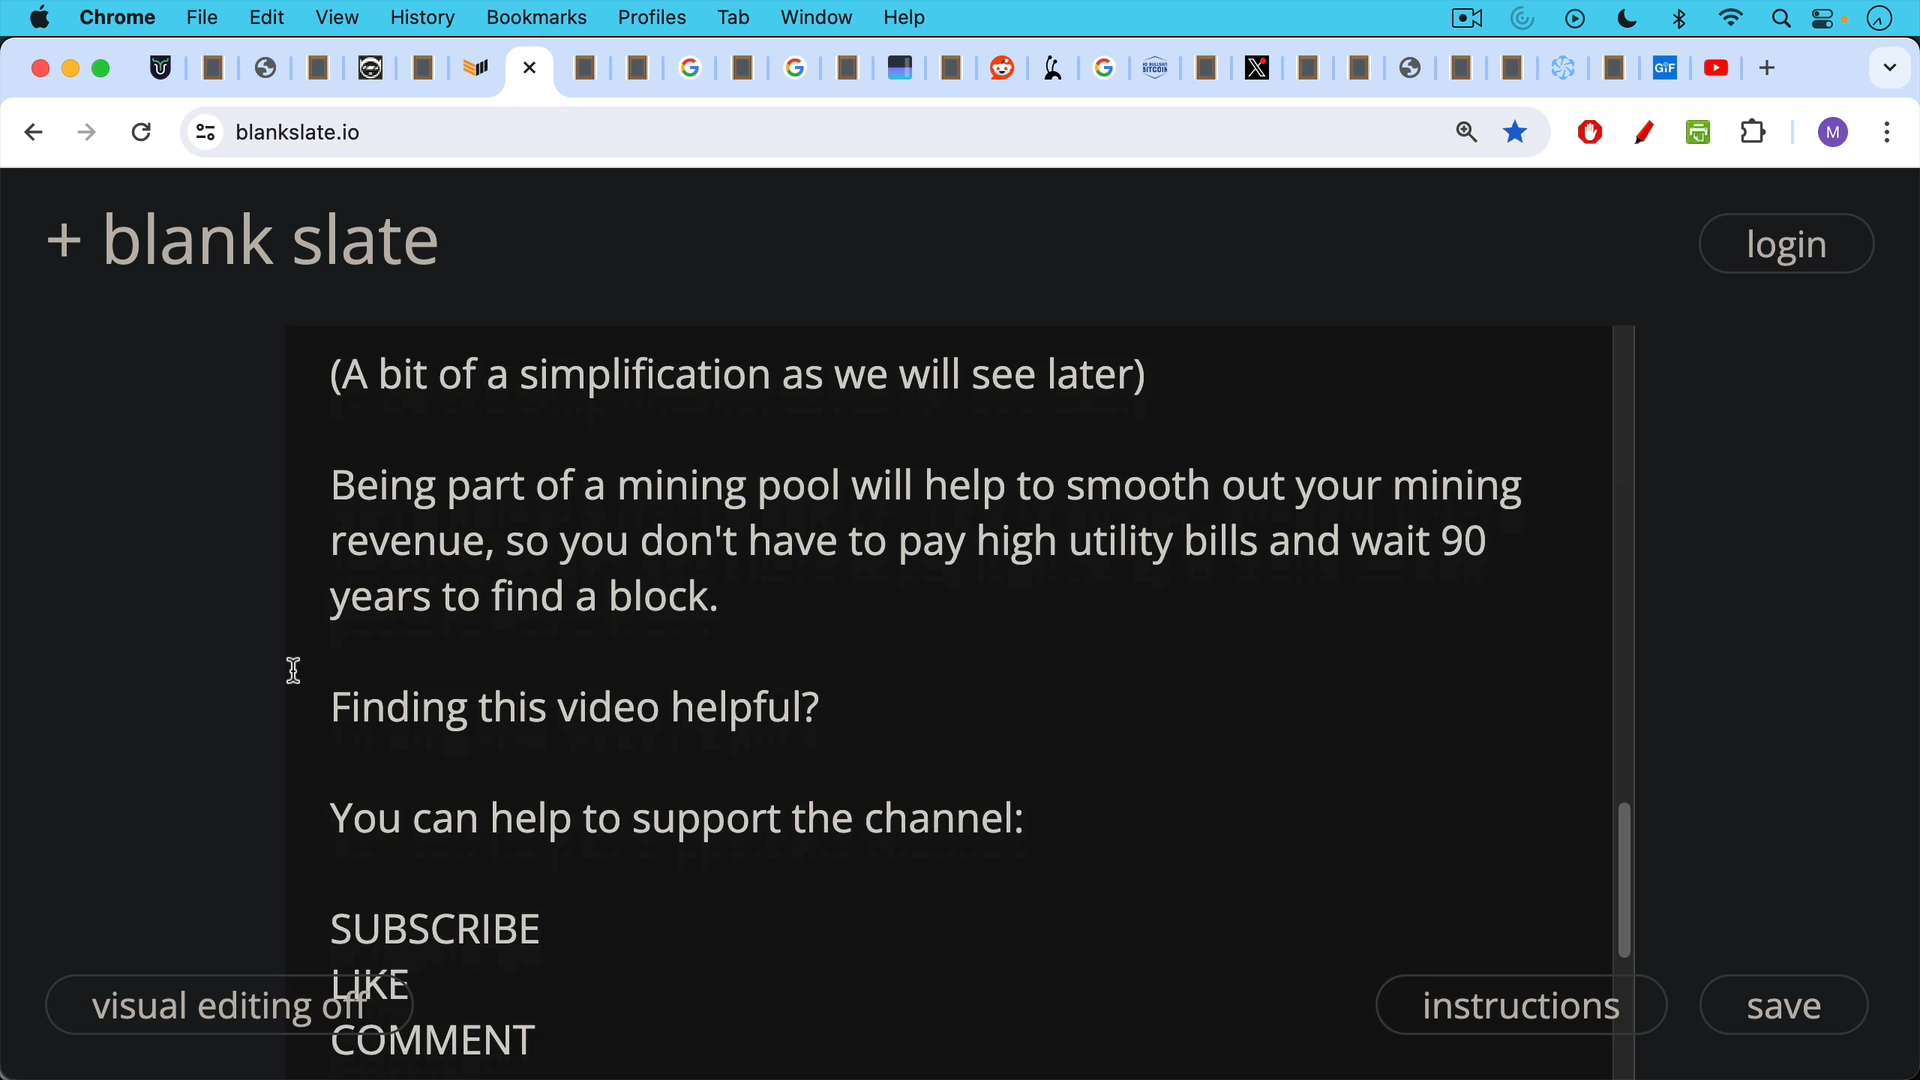 Chrome File Edit View History Bookmarks Profiles Tab Window Help
GIF
blankslate.io
M
+ blank slate
login
(A bit of a simplification as we will see later)
Being part of a mining pool will help to smooth out your mining
revenue, so you don't have to pay high utility bills and wait 90
years to find a block.
Finding this video helpful?
You can help to support the channel:
SUBSCRIBE
LIKE
visual editing off
instructions
save
COMMENT